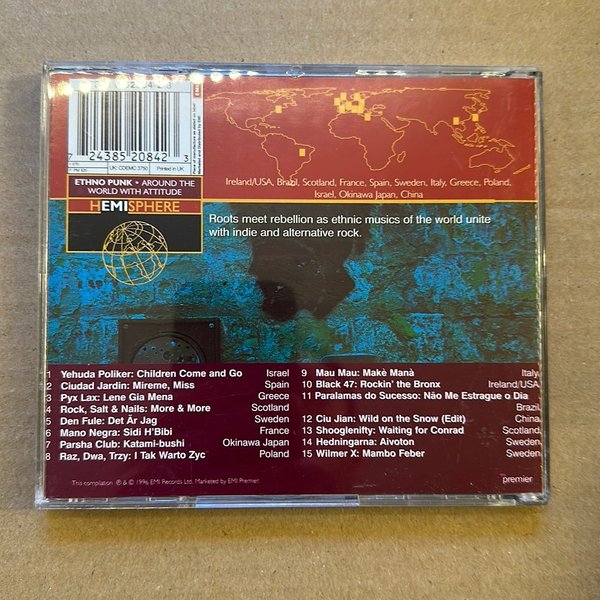 7 24385 20842 3
UK: CDEMC 3750
Printed in UK
ETHNO PUNK • AROUND THE
WORLD WITH ATTITUDE
HEMISPHERE
Ireland/USA, Brazil, Scotland, France, Spain, Sweden, Italy, Greece, Poland,
Israel, Okinawa Japan, China
Roots meet rebellion as ethnic musics of the world unite
with indie and alternative rock.
1 Yehuda Poliker: Children Come and Go Israel
2 Ciudad Jardin: Mireme, Miss Spain
3 Pyx Lax: Lene Gia Mena Greece
4 Rock, Salt & Nails: More & More Scotland
5 Den Fule: Det Är Jag Sweden
6 Mano Negra: Sidi H'Bibi France
7 Parsha Club: Katami-bushi Okinawa Japan
8 Raz, Dwa, Trzy: I Tak Warto Zyc Poland
9 Mau Mau: Makè Manà Italy
10 Black 47: Rockin' the Bronx Ireland/USA
11 Paralamas do Sucesso: Não Me Estrague o Dia
Brazil
12 Ciu Jian: Wild on the Snow (Edit) China
13 Shooglenifty: Waiting for Conrad Scotland
14 Hedningarna: Aivoton Sweden
15 Wilmer X: Mambo Feber Sweden
This compilation ℗ & © 1996 EMI Records Ltd. Marketed by EMI Premier.
premier